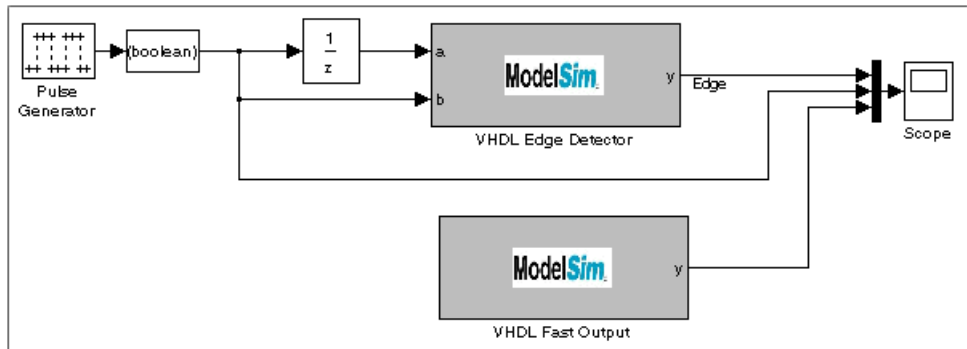 Pulse
Generator
(boolean)
1
z
a
b
ModelSim
y
VHDL Edge Detector
Edge
Scope
ModelSim
y
VHDL Fast Output